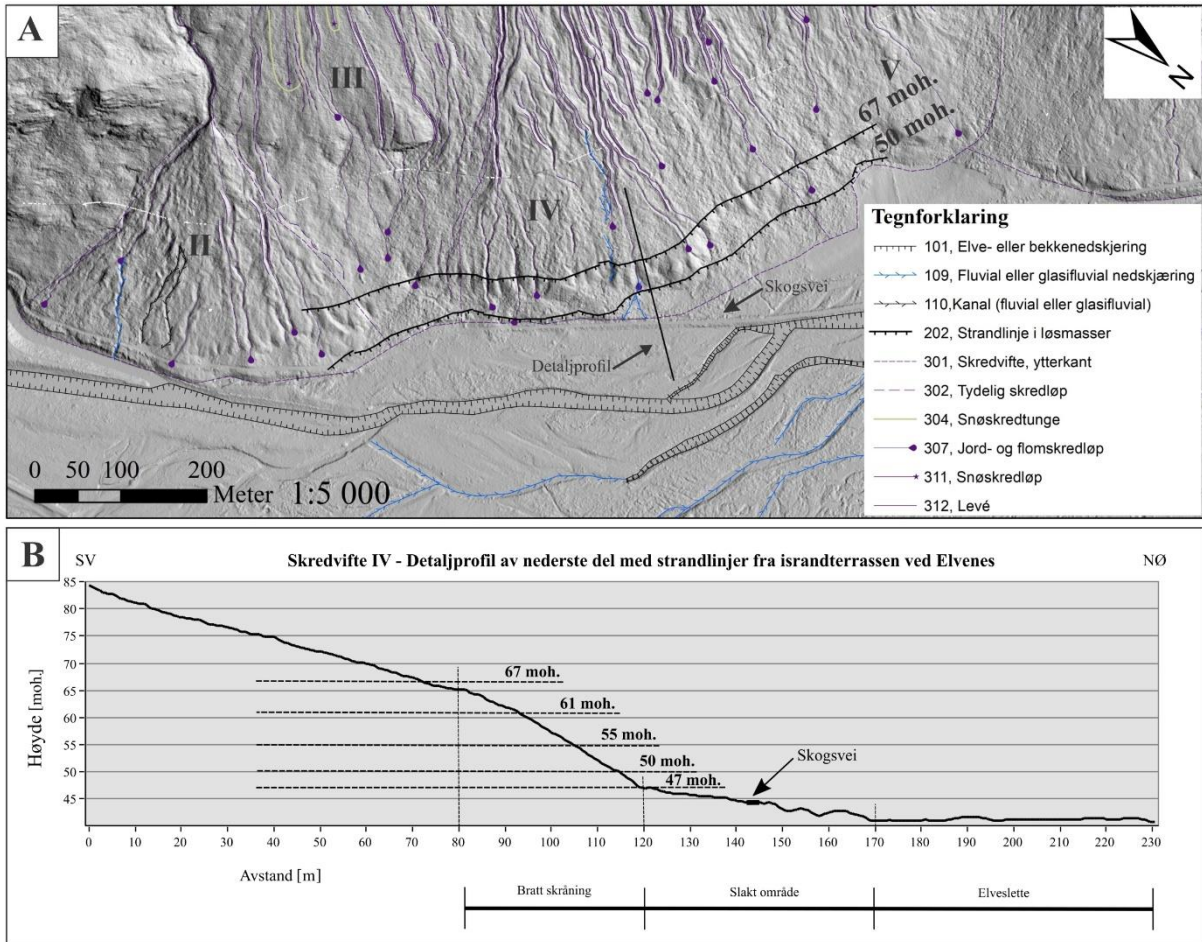 A
N
III
V
67 moh.
50 moh.
II
IV
Skogsvei
Detaljprofil
0 50 100 200
Meter 1:5 000
Tegnforklaring
101, Elve- eller bekkenedskjering
109, Fluvial eller glasifluvial nedskjæring
110,Kanal (fluvial eller glasifluvial)
202, Strandlinje i løsmasser
301, Skredvifte, ytterkant
302, Tydelig skredløp
304, Snøskredtunge
307, Jord- og flomskredløp
311, Snøskredløp
312, Levé
B
SV
Skredvifte IV - Detaljprofil av nederste del med strandlinjer fra israndterrassen ved Elvenes
NØ
Høyde [moh.]
85
80
75
70
65
60
55
50
45
67 moh.
61 moh.
55 moh.
50 moh.
47 moh.
Skogsvei
0 10 20 30 40 50 60 70 80 90 100 110 120 130 140 150 160 170 180 190 200 210 220 230
Avstand [m]
Bratt skråning
Slakt område
Elveslette